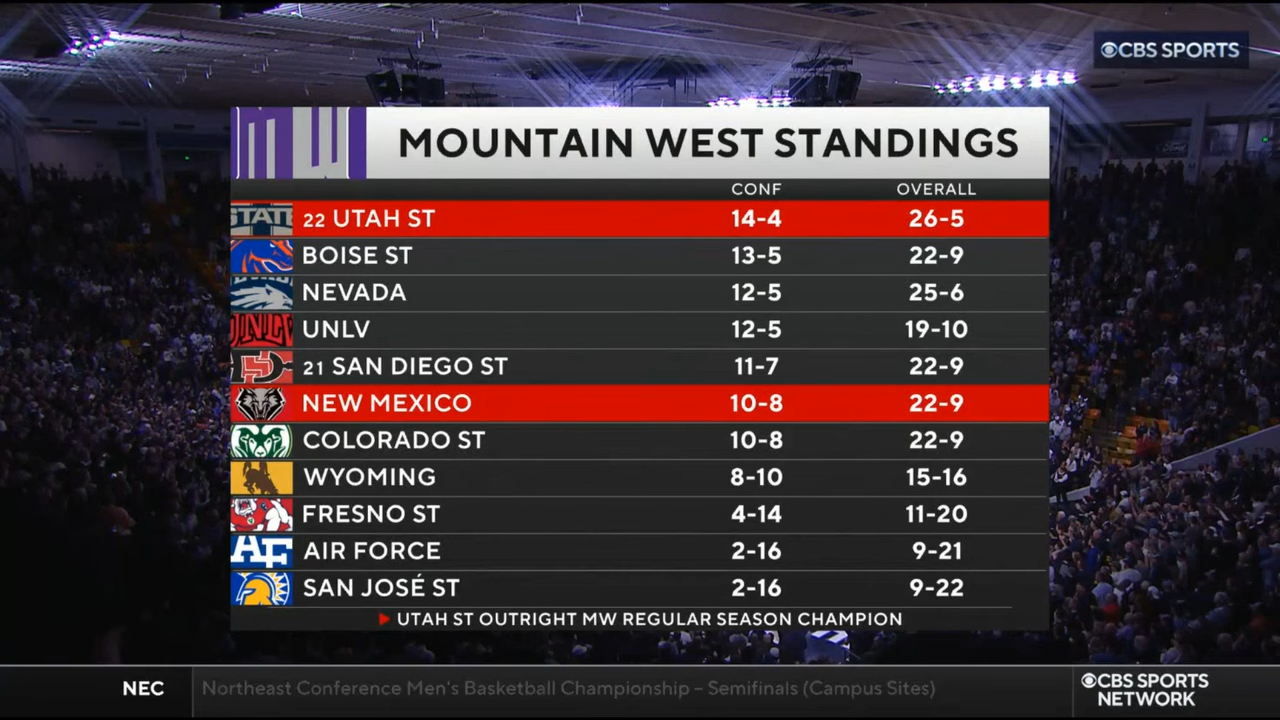 CBS SPORTS
MW
MOUNTAIN WEST STANDINGS
CONF OVERALL
STATE 22 UTAH ST 14-4 26-5
BOISE ST 13-5 22-9
NEVADA 12-5 25-6
UNLV UNLV 12-5 19-10
21 SAN DIEGO ST 11-7 22-9
NEW MEXICO 10-8 22-9
COLORADO ST 10-8 22-9
WYOMING 8-10 15-16
FRESNO ST 4-14 11-20
AF AIR FORCE 2-16 9-21
SAN JOSÉ ST 2-16 9-22
UTAH ST OUTRIGHT MW REGULAR SEASON CHAMPION
NEC Northeast Conference Men's Basketball Championship – Semifinals (Campus Sites)
CBS SPORTS
NETWORK